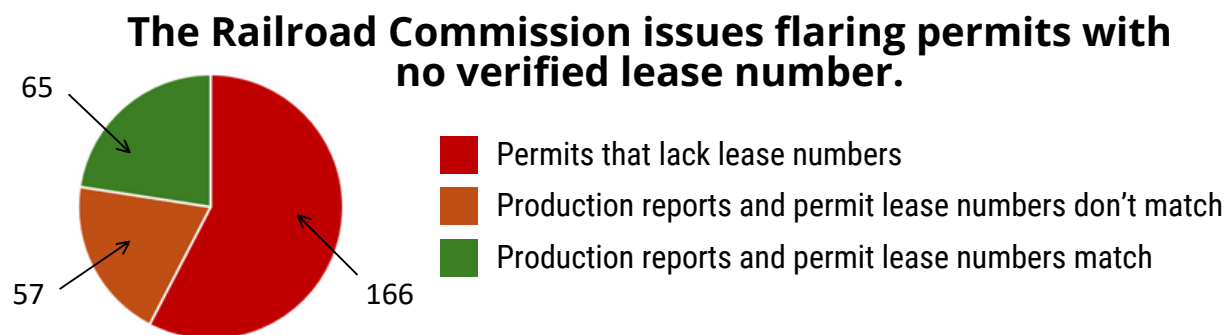 The Railroad Commission issues flaring permits with
no verified lease number.
65
57
166
Permits that lack lease numbers
Production reports and permit lease numbers don’t match
Production reports and permit lease numbers match